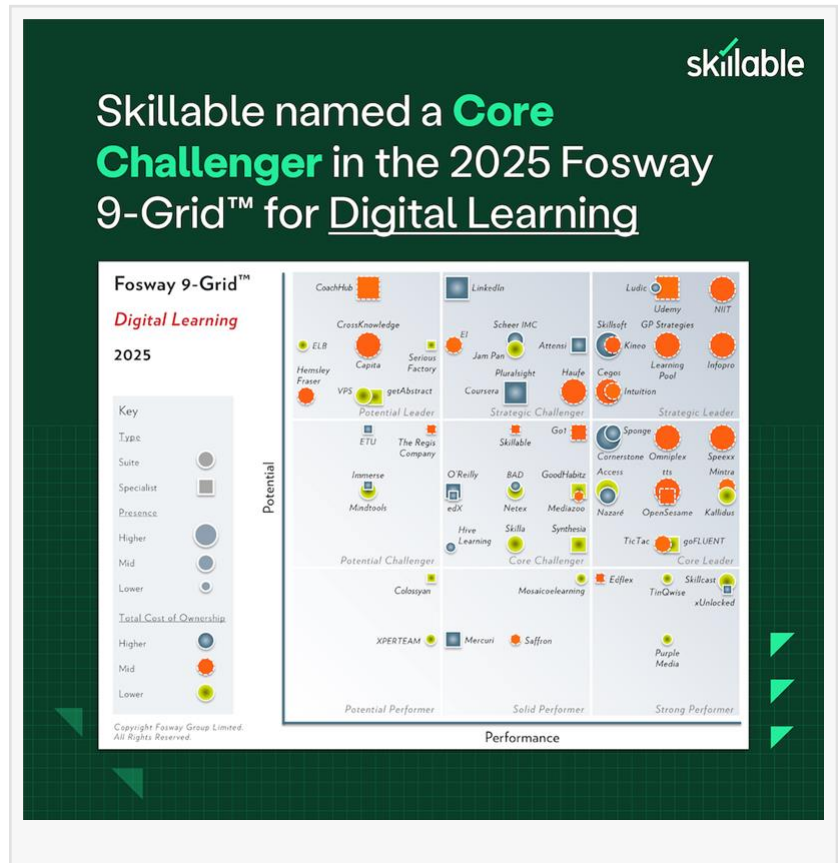 skillable
Skillable named a Core
Challenger in the 2025 Fosway
9-Grid™ for Digital Learning
Fosway 9-Grid™
Digital Learning
2025
Key
Type
Suite
Specialist
Presence
Higher
Mid
Lower
Total Cost of Ownership
Higher
Mid
Lower
Copyright Fosway Group Limited.
All Rights Reserved.
Potential
Performance
CoachHub
CrossKnowledge
ELB
Capita
Serious
Factory
Hemsley
Fraser
VPS
getAbstract
Potential Leader
LinkedIn
Scheer IMC
EI
Attensi
Jam Pan
Pluralsight
Haufe
Coursera
Strategic Challenger
Ludic
Udemy
NIIT
Skillsoft
GP Strategies
Kineo
Learning
Pool
Infopro
Cegos
Intuition
Strategic Leader
ETU
The Regis
Company
Immerse
Mindtools
Potential Challenger
Skillable
Go1
O'Reilly
BAD
GoodHabitz
edX
Netex
Mediazoo
Hive
Learning
Skilla
Synthesia
Core Challenger
Sponge
Cornerstone
Omniplex
Speexx
Access
tts
Mintra
Nazaré
OpenSesame
Kallidus
TicTac
goFLUENT
Core Leader
Colossyan
XPERTEAM
Potential Performer
Mosaicoelearning
Mercuri
Saffron
Solid Performer
Edflex
TinQwise
Skillcast
xUnlocked
Purple
Media
Strong Performer